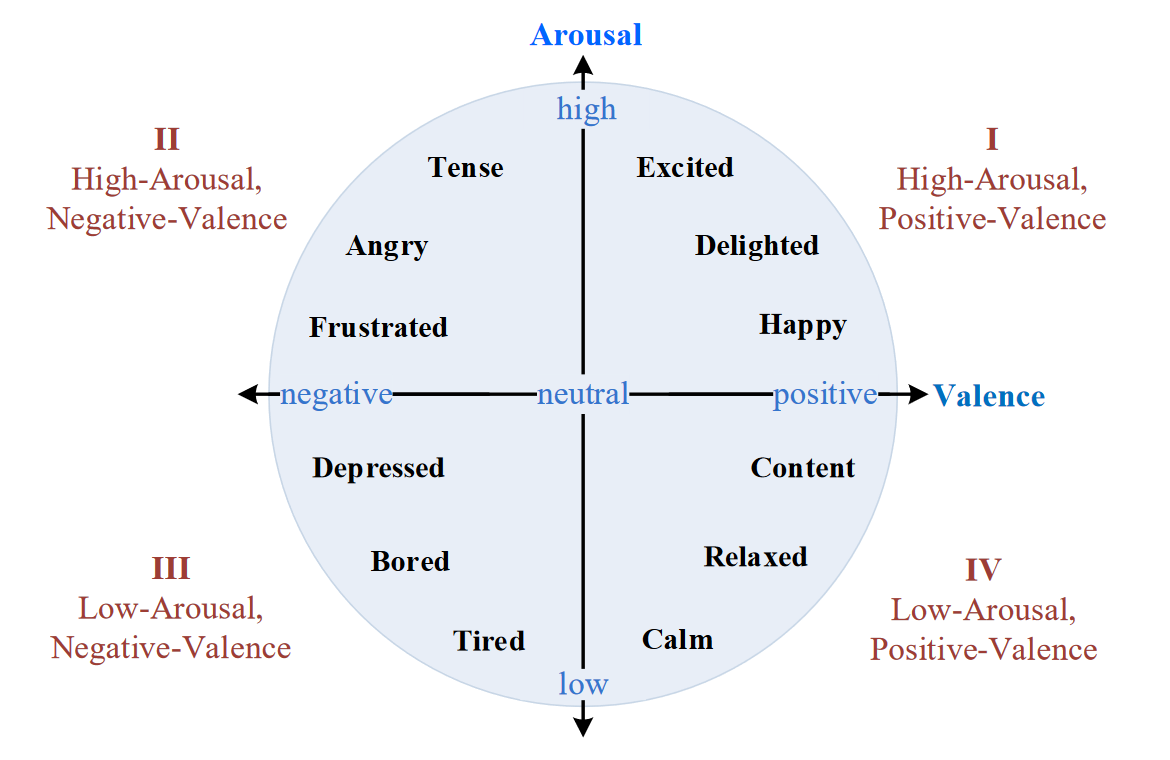 Arousal
high
II
High-Arousal,
Negative-Valence
I
High-Arousal,
Positive-Valence
Tense
Excited
Angry
Delighted
Frustrated
Happy
negative
neutral
positive
Valence
Depressed
Content
Bored
Relaxed
III
Low-Arousal,
Negative-Valence
IV
Low-Arousal,
Positive-Valence
Tired
Calm
low